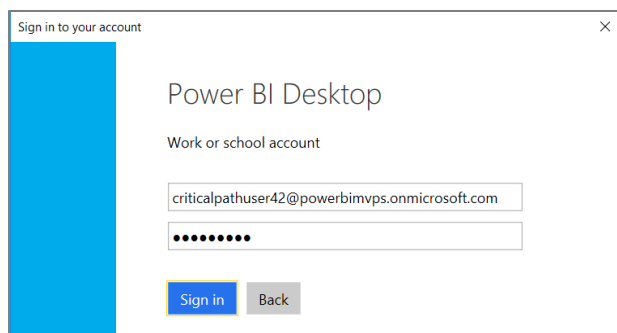 Sign in to your account
Power BI Desktop
Work or school account
criticalpathuser42@powerbimvps.onmicrosoft.com
●●●●●●●●●
Sign in Back